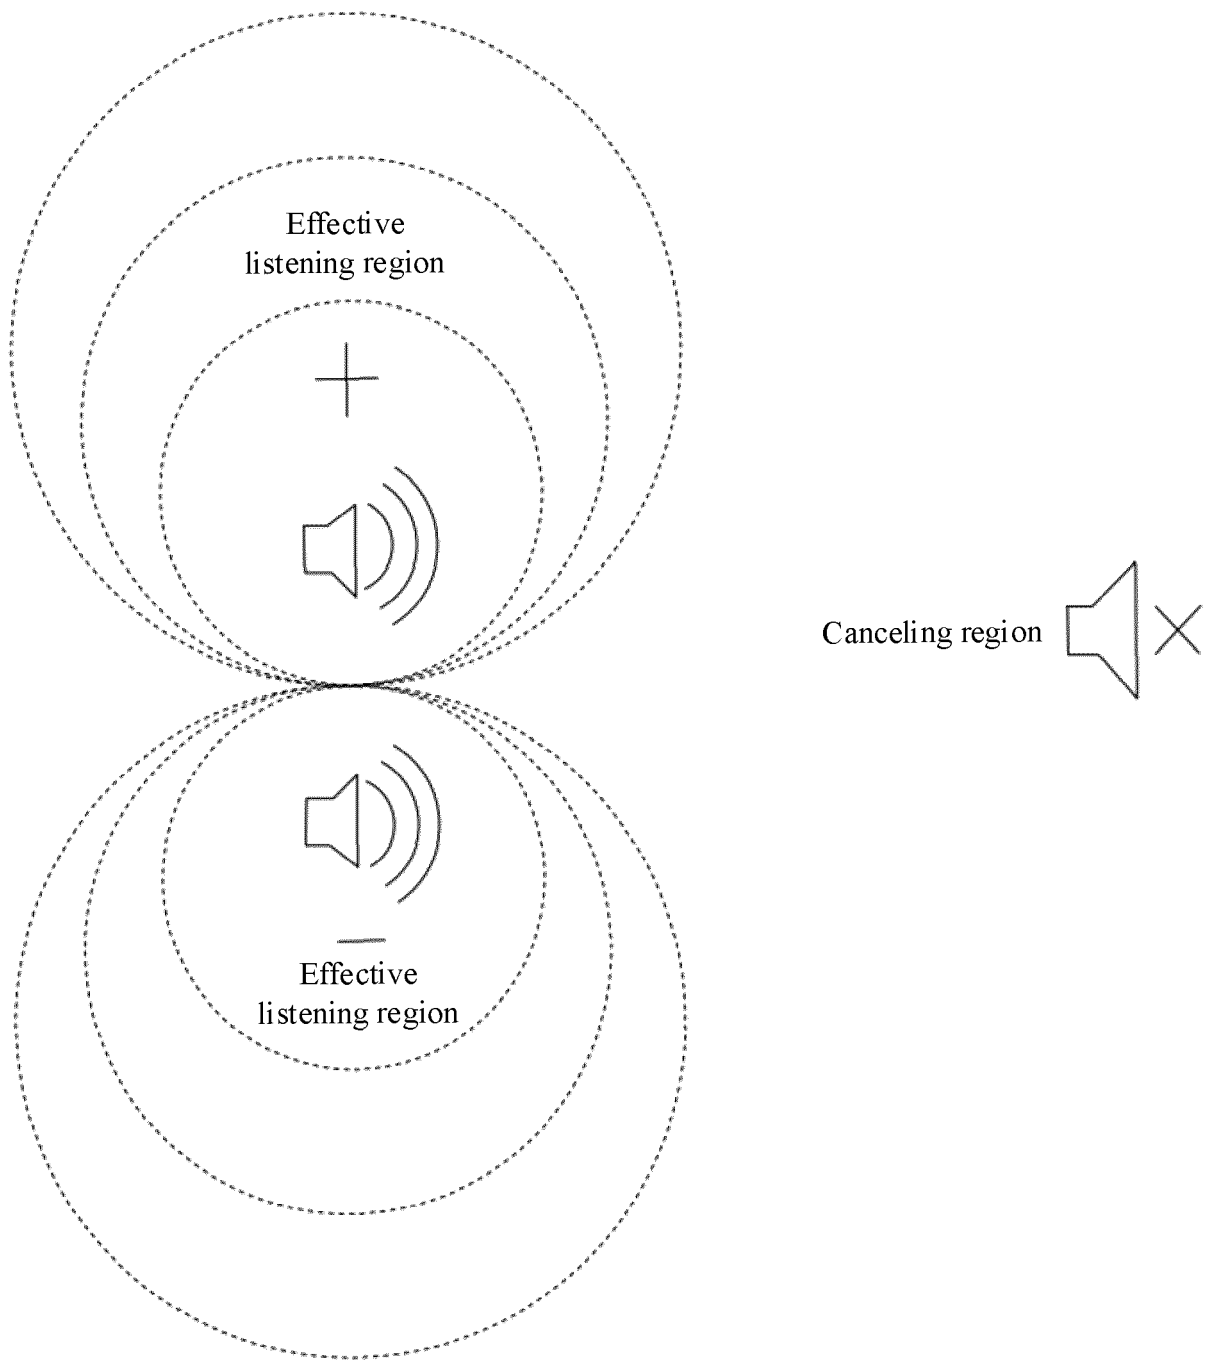 Effective
listening region
+
Canceling region
−
Effective
listening region